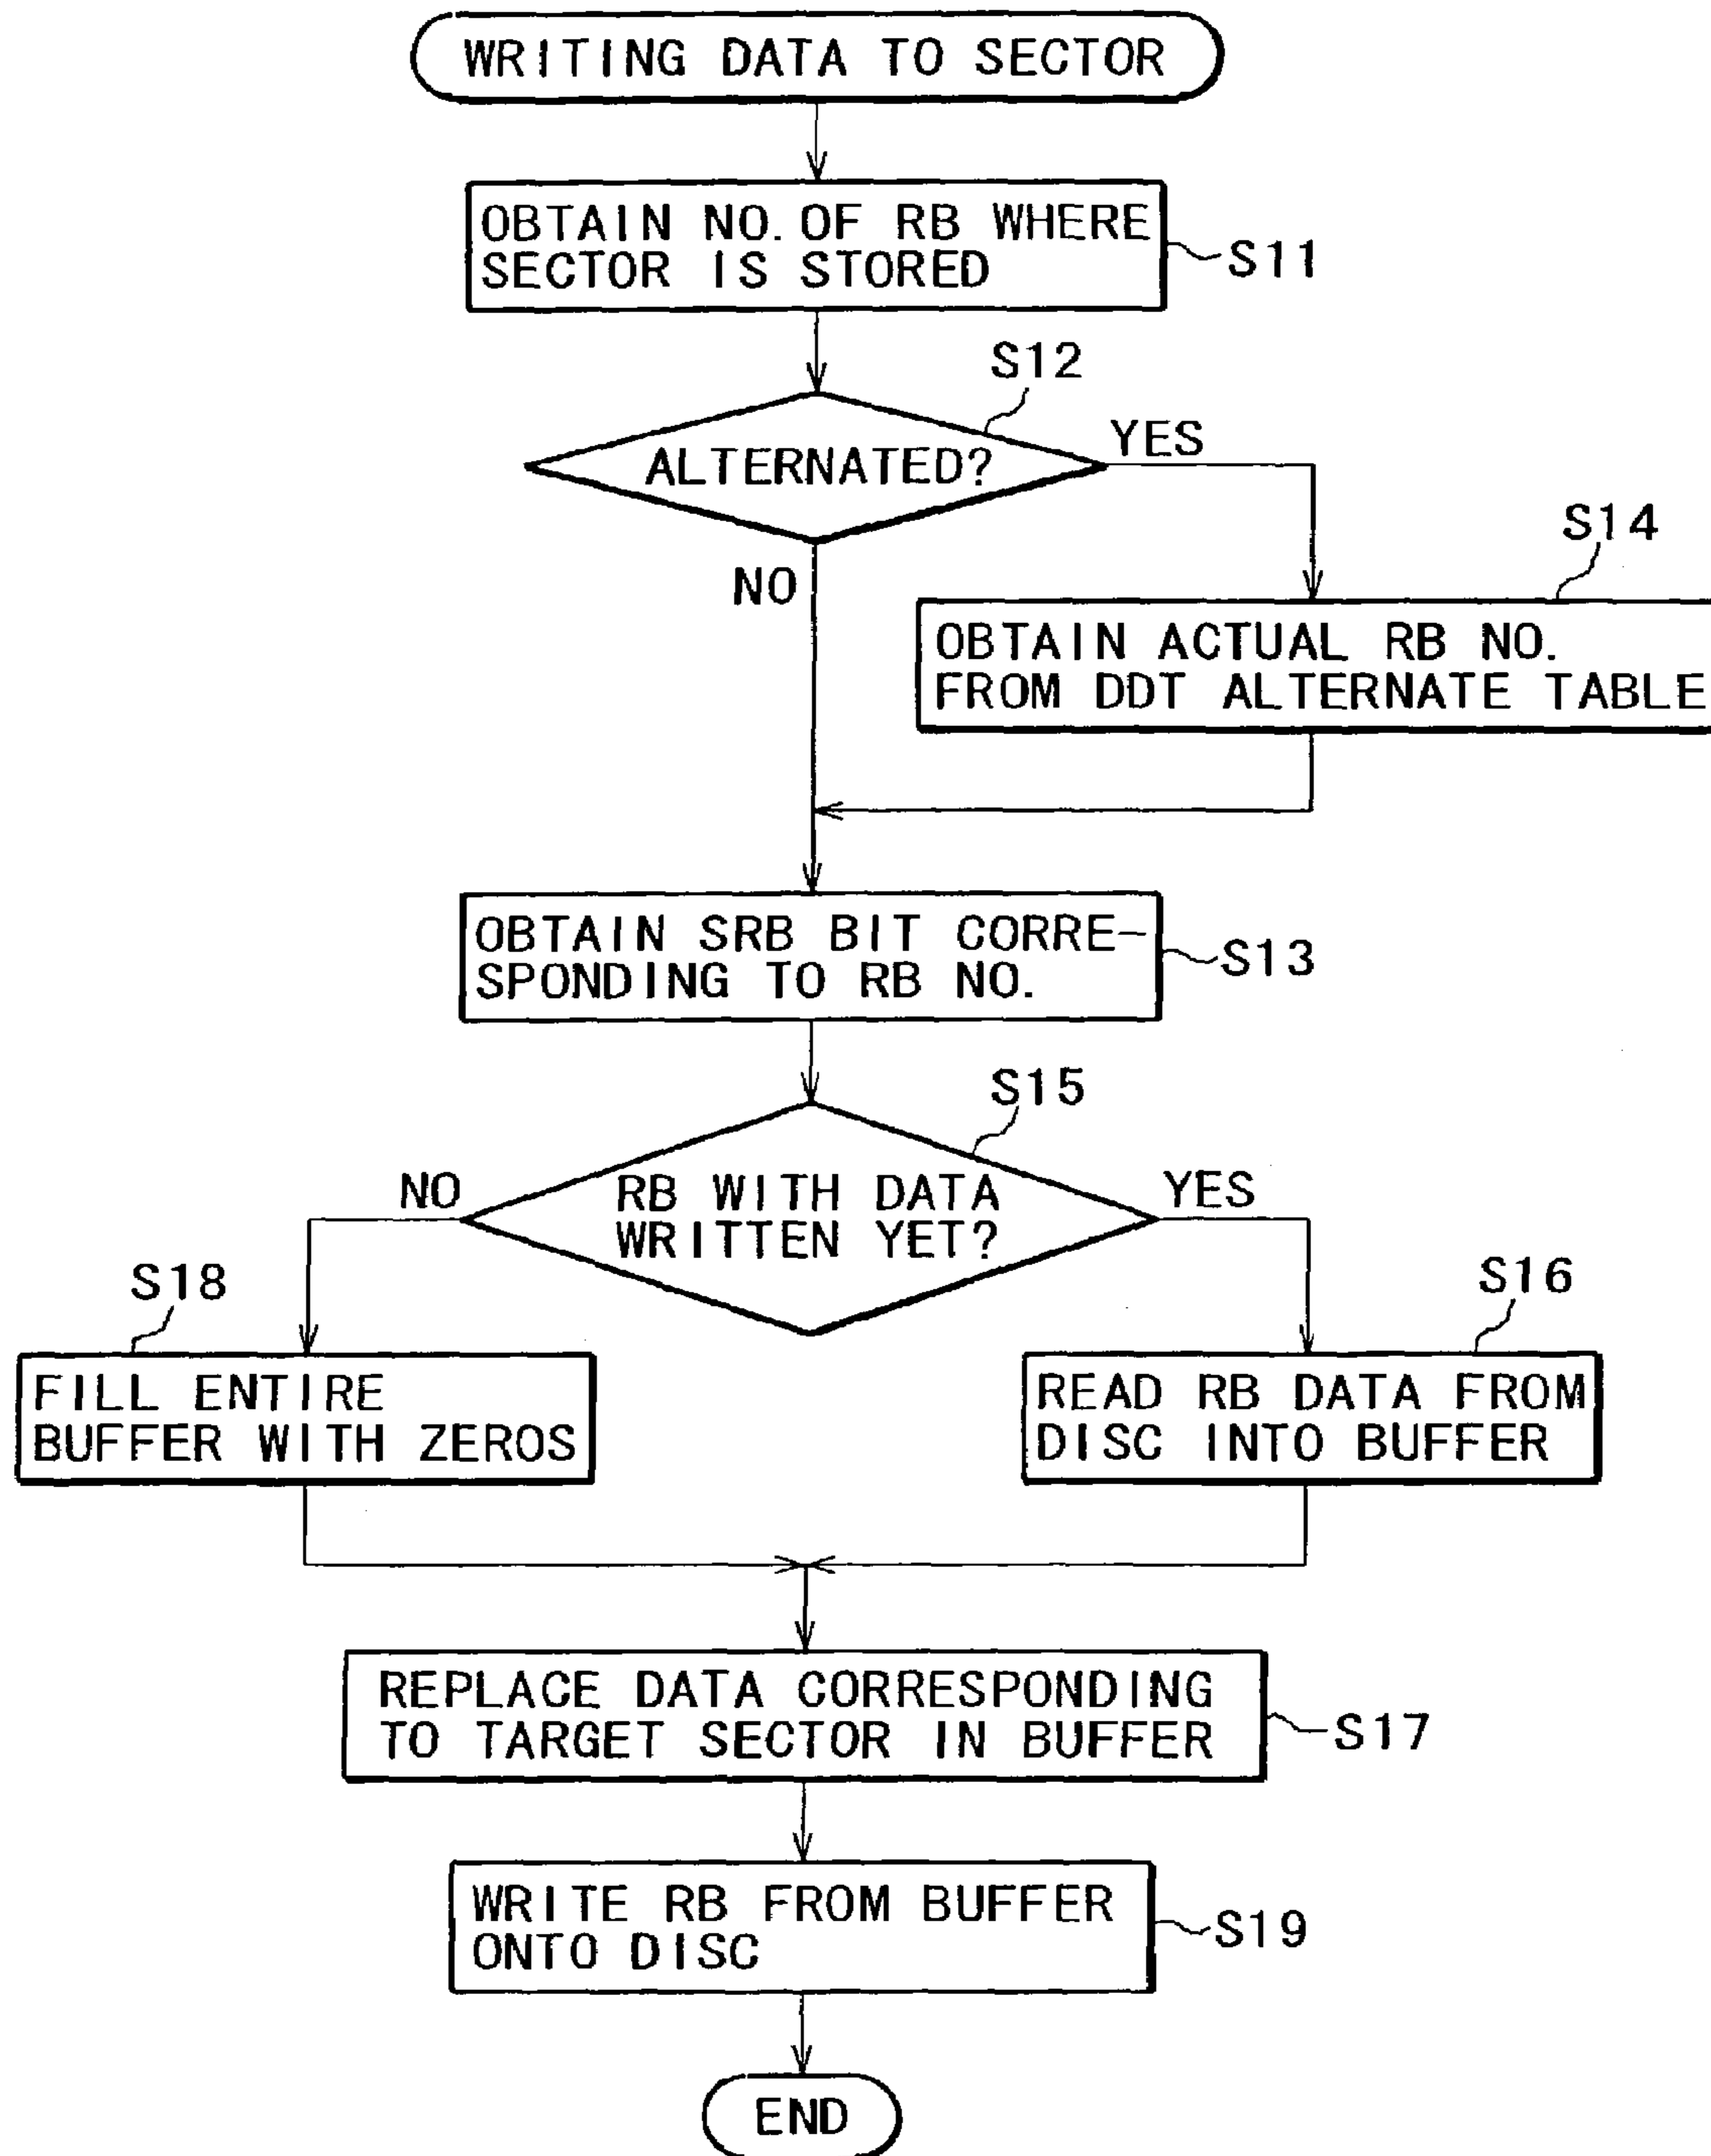 WRITING DATA TO SECTOR
OBTAIN NO. OF RB WHERE
SECTOR IS STORED
S11
S12
ALTERNATED?
YES
NO
S14
OBTAIN ACTUAL RB NO.
FROM DDT ALTERNATE TABLE
OBTAIN SRB BIT CORRE-
SPONDING TO RB NO.
S13
S15
RB WITH DATA
WRITTEN YET?
NO
YES
S18
FILL ENTIRE
BUFFER WITH ZEROS
S16
READ RB DATA FROM
DISC INTO BUFFER
REPLACE DATA CORRESPONDING
TO TARGET SECTOR IN BUFFER
S17
WRITE RB FROM BUFFER
ONTO DISC
S19
END